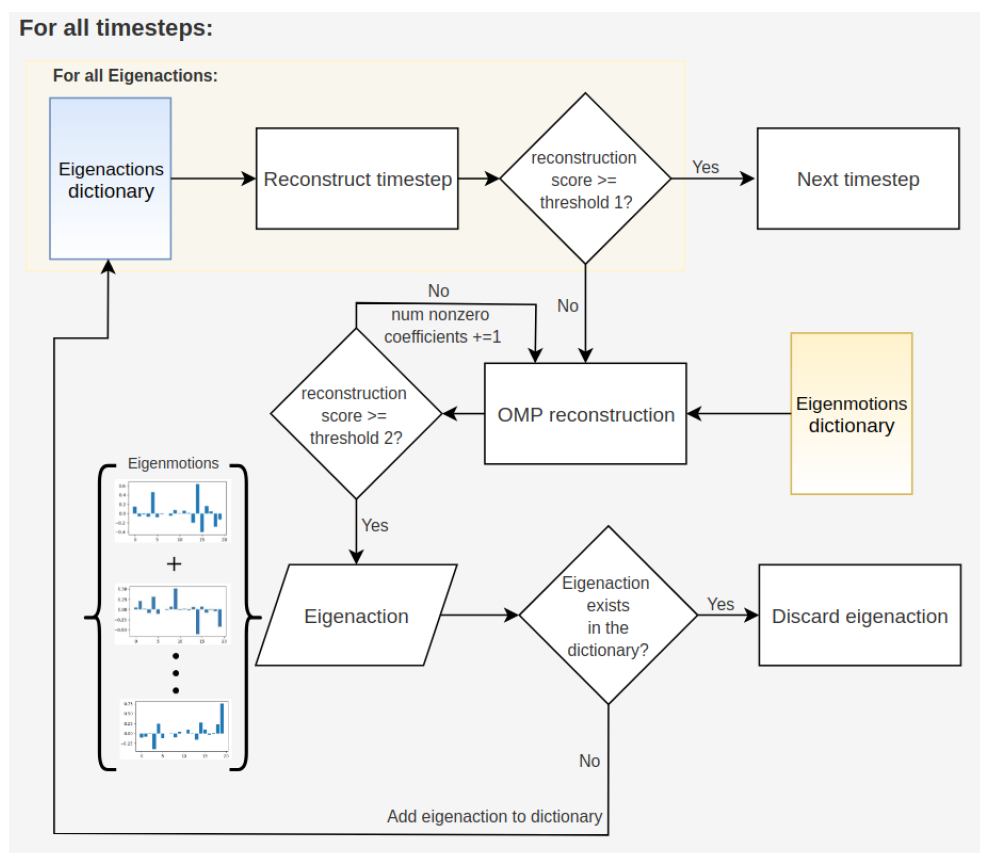 For all timesteps:
For all Eigenactions:
Eigenactions
dictionary
Reconstruct timestep
reconstruction
score >=
threshold 1?
Yes
Next timestep
No
No
num nonzero
coefficients +=1
reconstruction
score >=
threshold 2?
OMP reconstruction
Eigenmotions
dictionary
Eigenmotions
+
Yes
Eigenaction
Eigenaction
exists
in the
dictionary?
Yes
Discard eigenaction
No
Add eigenaction to dictionary